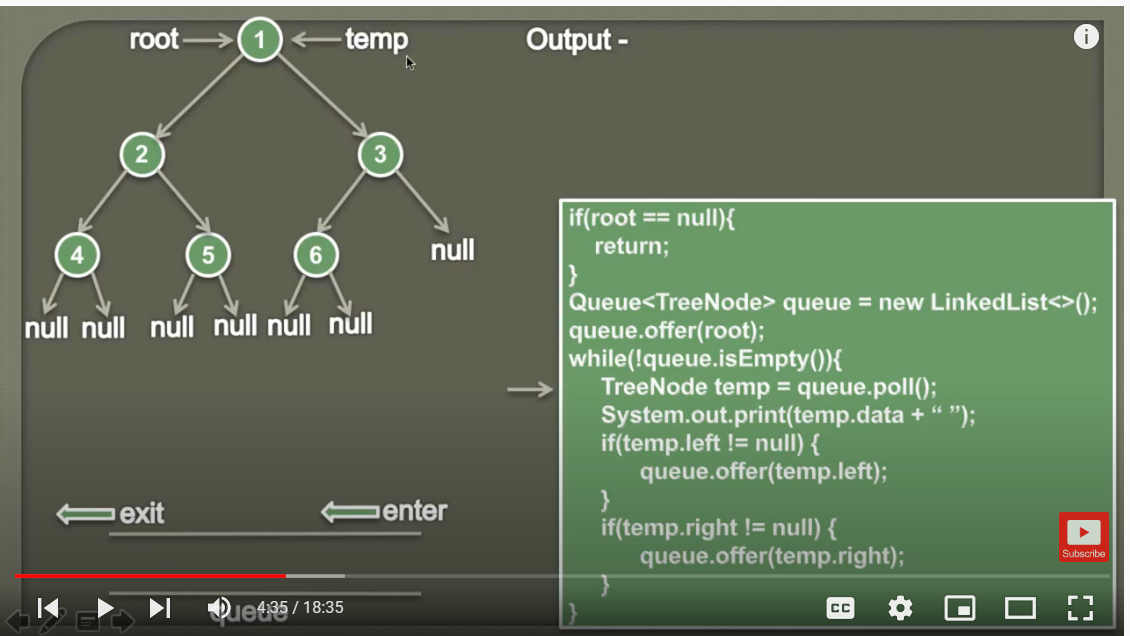 root
1
temp
Output -
i
2
3
4
5
6
null
null
null
null
null
null
null
if(root == null){
return;
}
Queue<TreeNode> queue = new LinkedList<>();
queue.offer(root);
while(!queue.isEmpty()){
TreeNode temp = queue.poll();
System.out.print(temp.data + “ ”);
if(temp.left != null) {
queue.offer(temp.left);
}
if(temp.right != null) {
queue.offer(temp.right);
}
}
exit
enter
queue
Subscribe
4:35 / 18:35
CC